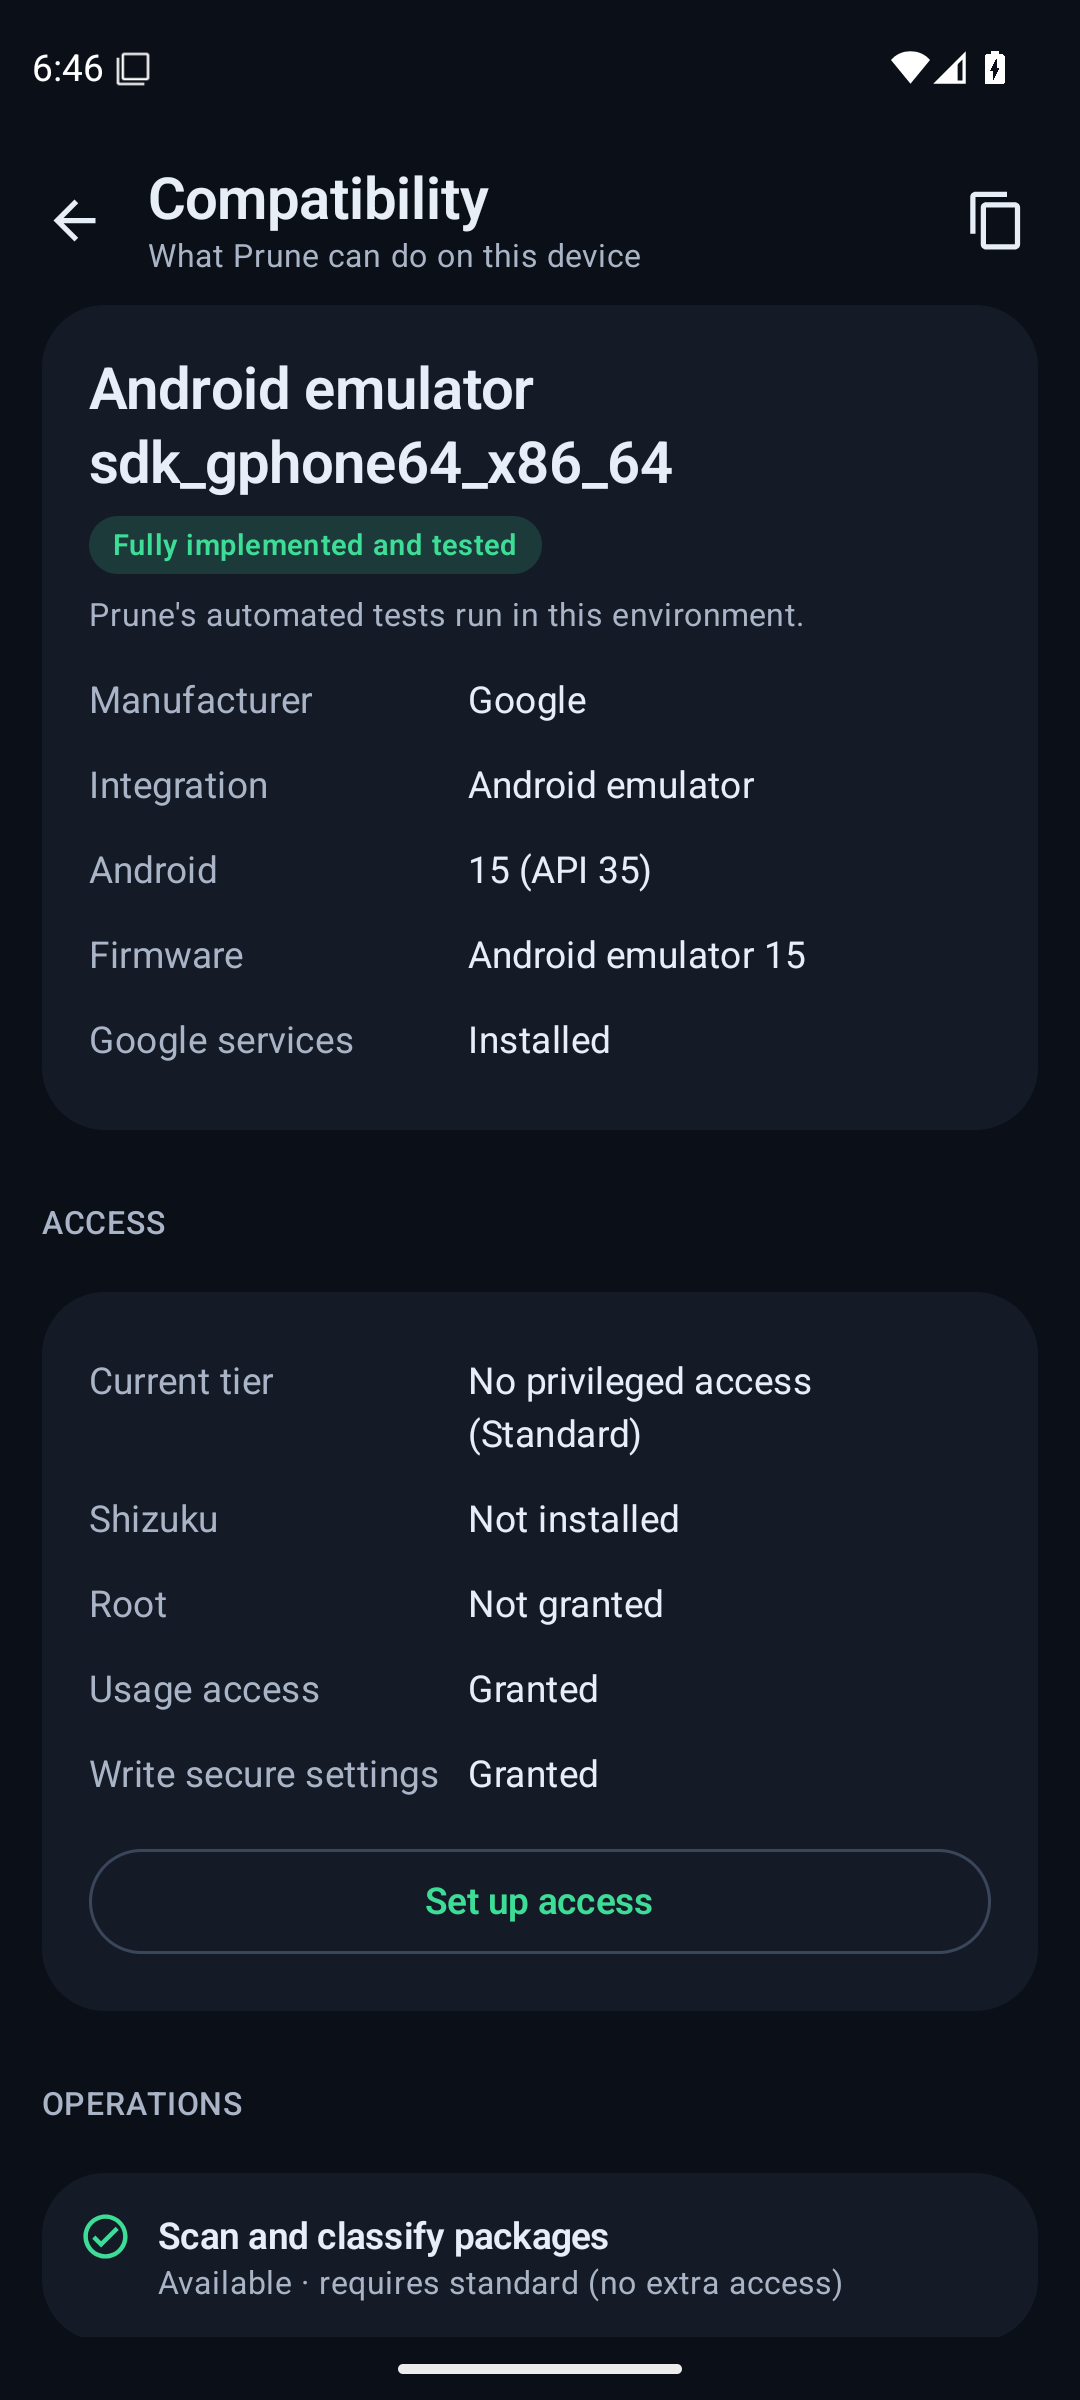 6:46
Compatibility
What Prune can do on this device
Android emulator
sdk_gphone64_x86_64
Fully implemented and tested
Prune's automated tests run in this environment.
Manufacturer Google
Integration Android emulator
Android 15 (API 35)
Firmware Android emulator 15
Google services Installed
ACCESS
Current tier No privileged access
(Standard)
Shizuku Not installed
Root Not granted
Usage access Granted
Write secure settings Granted
Set up access
OPERATIONS
Scan and classify packages
Available · requires standard (no extra access)